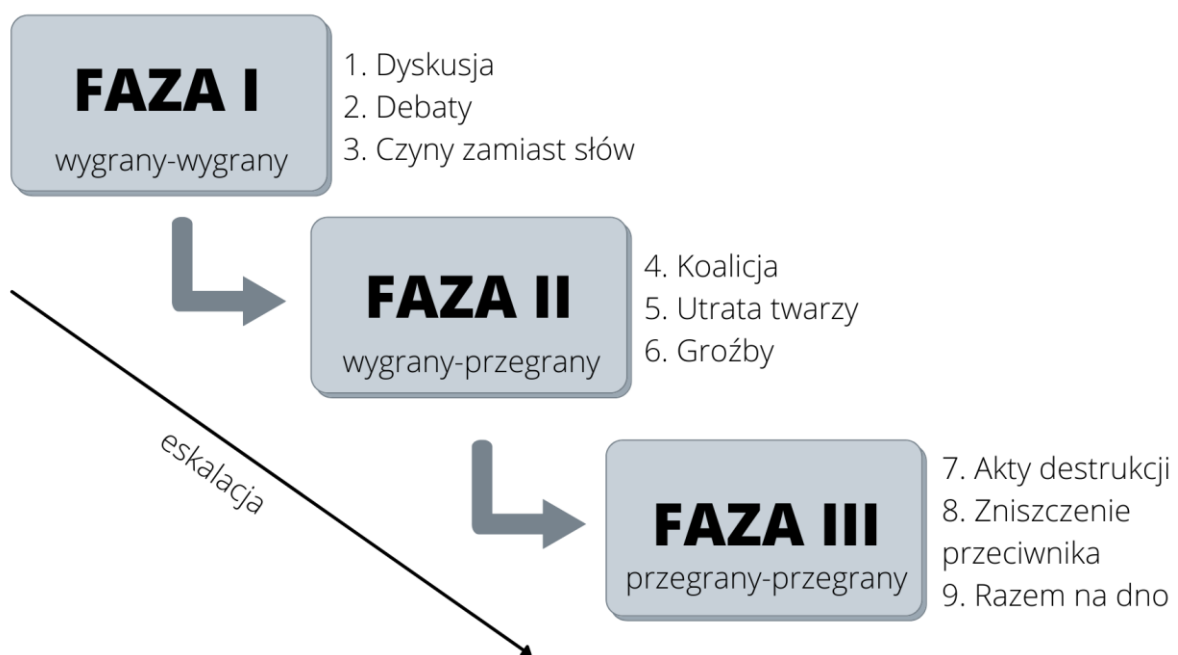 FAZA I
wygrany-wygrany
1. Dyskusja
2. Debaty
3. Czyny zamiast słów
FAZA II
wygrany-przegrany
4. Koalicja
5. Utrata twarzy
6. Groźby
eskalacja
FAZA III
przegrany-przegrany
7. Akty destrukcji
8. Zniszczenie
przeciwnika
9. Razem na dno